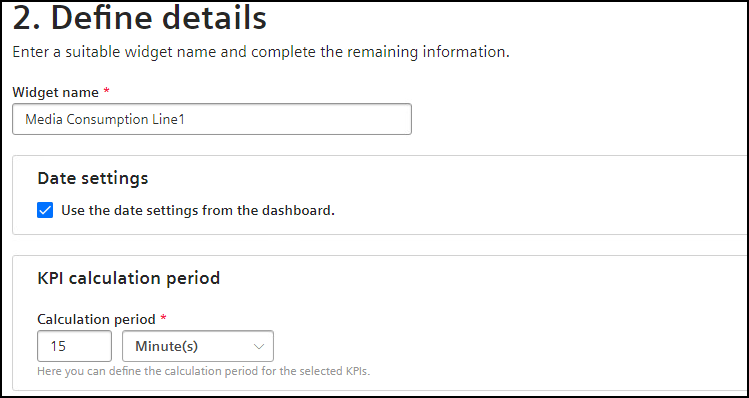 2. Define details
Enter a suitable widget name and complete the remaining information.
Widget name *
Media Consumption Line1
Date settings
Use the date settings from the dashboard.
KPI calculation period
Calculation period *
15 Minute(s)
Here you can define the calculation period for the selected KPIs.